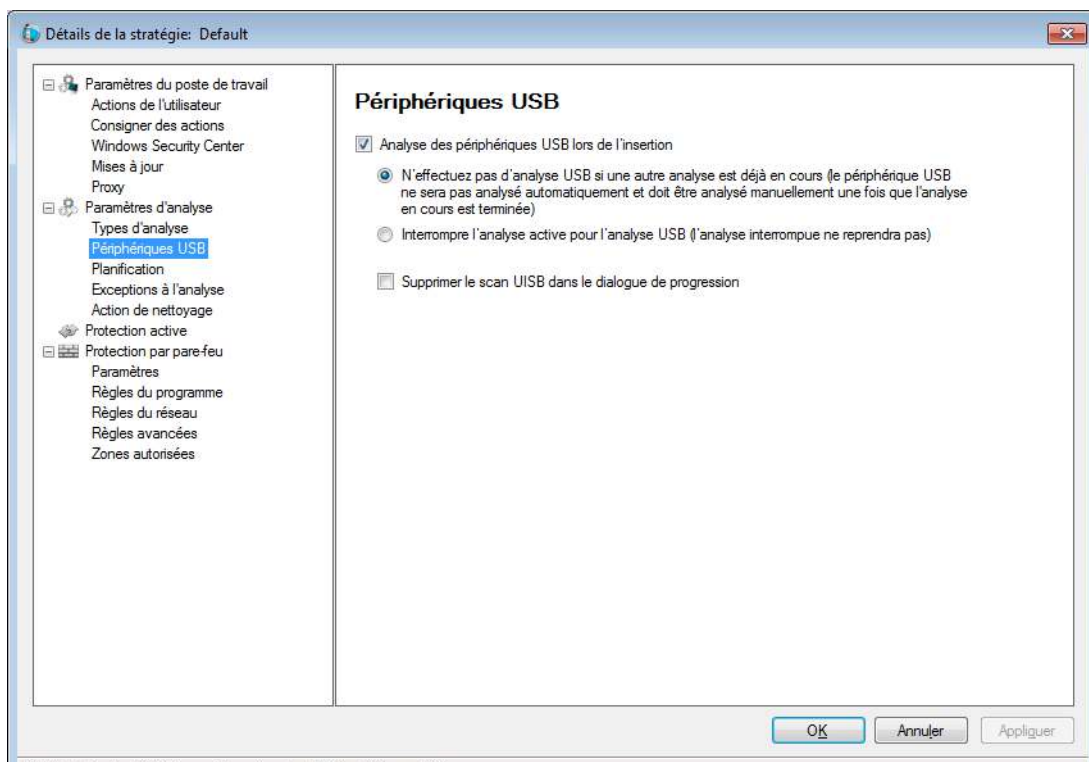 Détails de la stratégie: Default
Paramètres du poste de travail
Actions de l'utilisateur
Consigner des actions
Windows Security Center
Mises à jour
Proxy
Paramètres d'analyse
Types d'analyse
Périphériques USB
Planification
Exceptions à l'analyse
Action de nettoyage
Protection active
Protection par pare-feu
Paramètres
Règles du programme
Règles du réseau
Règles avancées
Zones autorisées
Périphériques USB
Analyse des périphériques USB lors de l'insertion
N'effectuez pas d'analyse USB si une autre analyse est déjà en cours (le périphérique USB
ne sera pas analysé automatiquement et doit être analysé manuellement une fois que l'analyse
en cours est terminée)
Interrompre l'analyse active pour l'analyse USB (l'analyse interrompue ne reprendra pas)
Supprimer le scan UISB dans le dialogue de progression
OK
Annuler
Appliquer